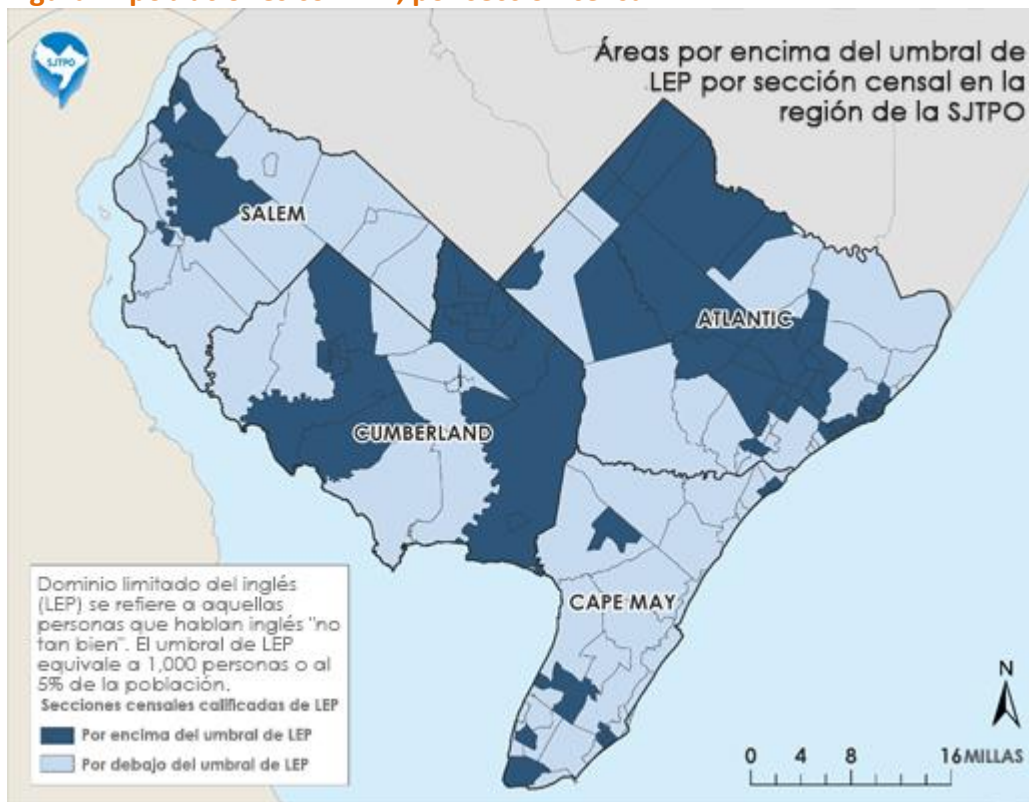 SJTPO
Áreas por encima del umbral de
LEP por sección censal en la
región de la SJTPO
SALEM
ATLANTIC
CUMBERLAND
CAPE MAY
Dominio limitado del inglés
(LEP) se refiere a aquellas
personas que hablan inglés "no
tan bien". El umbral de LEP
equivale a 1,000 personas o al
5% de la población.
Secciones censales calificadas de LEP
Por encima del umbral de LEP
Por debajo del umbral de LEP
N
0 4 8 16 MILLAS